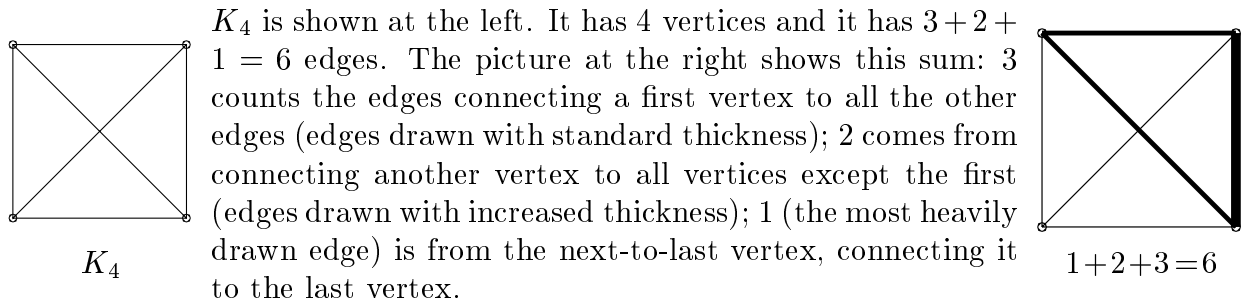 K₄ is shown at the left. It has 4 vertices and it has 3+2+
1 = 6 edges. The picture at the right shows this sum: 3
counts the edges connecting a first vertex to all the other
edges (edges drawn with standard thickness); 2 comes from
connecting another vertex to all vertices except the first
(edges drawn with increased thickness); 1 (the most heavily
drawn edge) is from the next-to-last vertex, connecting it
to the last vertex.
K₄
1+2+3=6